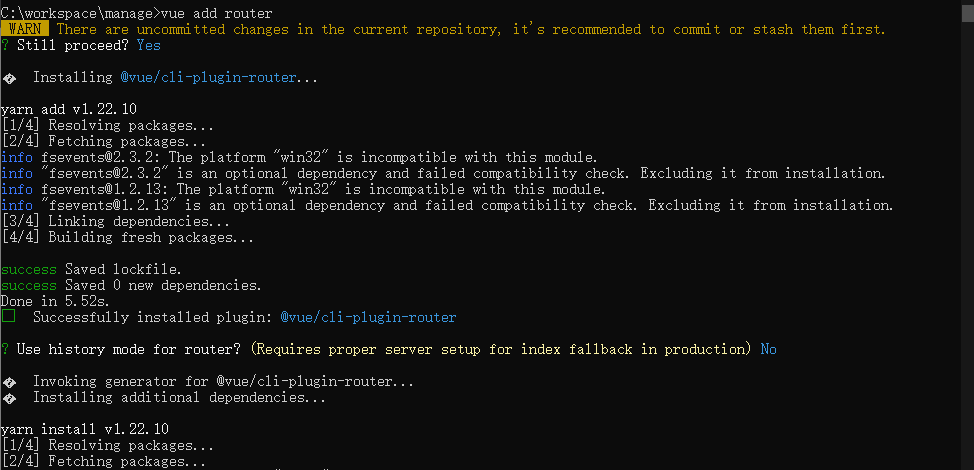 C:\workspace\manage>vue add router
WARN There are uncommitted changes in the current repository, it's recommended to commit or stash them first.
? Still proceed? Yes
� Installing @vue/cli-plugin-router...
yarn add v1.22.10
[1/4] Resolving packages...
[2/4] Fetching packages...
info fsevents@2.3.2: The platform "win32" is incompatible with this module.
info "fsevents@2.3.2" is an optional dependency and failed compatibility check. Excluding it from installation.
info fsevents@1.2.13: The platform "win32" is incompatible with this module.
info "fsevents@1.2.13" is an optional dependency and failed compatibility check. Excluding it from installation.
[3/4] Linking dependencies...
[4/4] Building fresh packages...
success Saved lockfile.
success Saved 0 new dependencies.
Done in 5.52s.
□ Successfully installed plugin: @vue/cli-plugin-router
? Use history mode for router? (Requires proper server setup for index fallback in production) No
� Invoking generator for @vue/cli-plugin-router...
� Installing additional dependencies...
yarn install v1.22.10
[1/4] Resolving packages...
[2/4] Fetching packages...